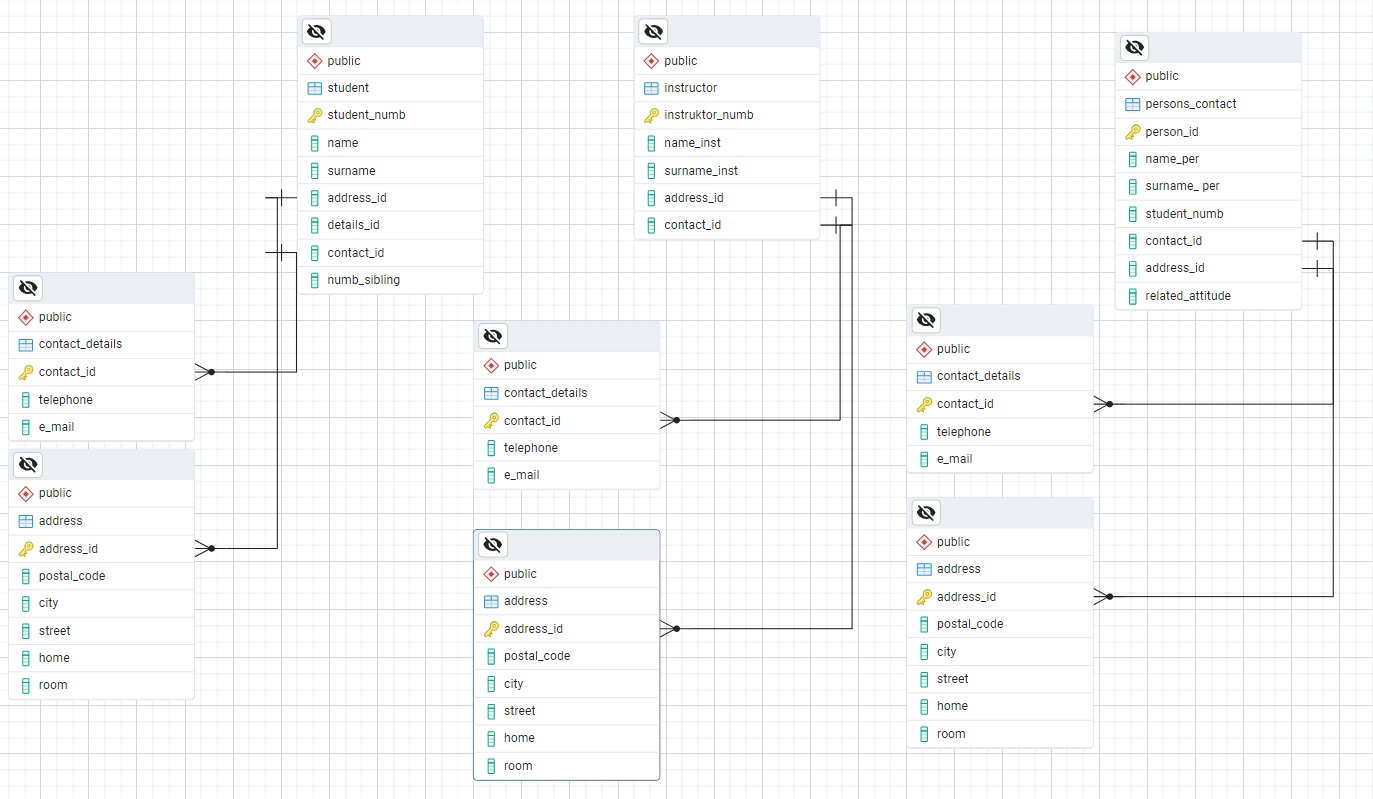 public
student
student_numb
name
surname
address_id
details_id
contact_id
numb_sibling
public
instructor
instruktor_numb
name_inst
surname_inst
address_id
contact_id
public
persons_contact
person_id
name_per
surname_ per
student_numb
contact_id
address_id
related_attitude
public
contact_details
contact_id
telephone
e_mail
public
address
address_id
postal_code
city
street
home
room
public
contact_details
contact_id
telephone
e_mail
public
address
address_id
postal_code
city
street
home
room
public
contact_details
contact_id
telephone
e_mail
public
address
address_id
postal_code
city
street
home
room